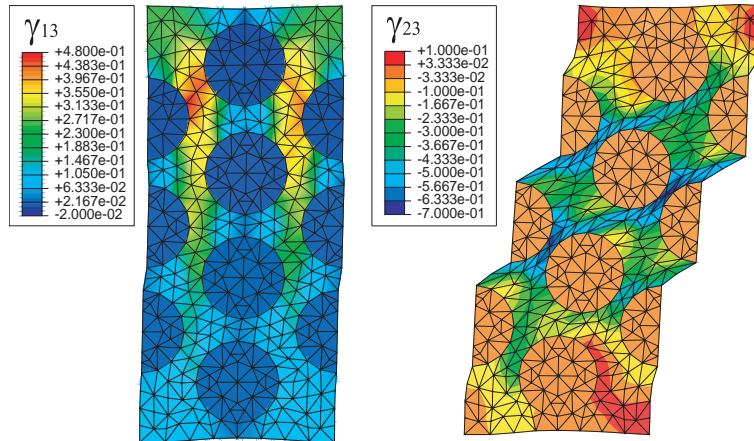 γ13
+4.800e-01
+4.383e-01
+3.967e-01
+3.550e-01
+3.133e-01
+2.717e-01
+2.300e-01
+1.883e-01
+1.467e-01
+1.050e-01
+6.333e-02
+2.167e-02
-2.000e-02
γ23
+1.000e-01
+3.333e-02
-3.333e-02
-1.000e-01
-1.667e-01
-2.333e-01
-3.000e-01
-3.667e-01
-4.333e-01
-5.000e-01
-5.667e-01
-6.333e-01
-7.000e-01